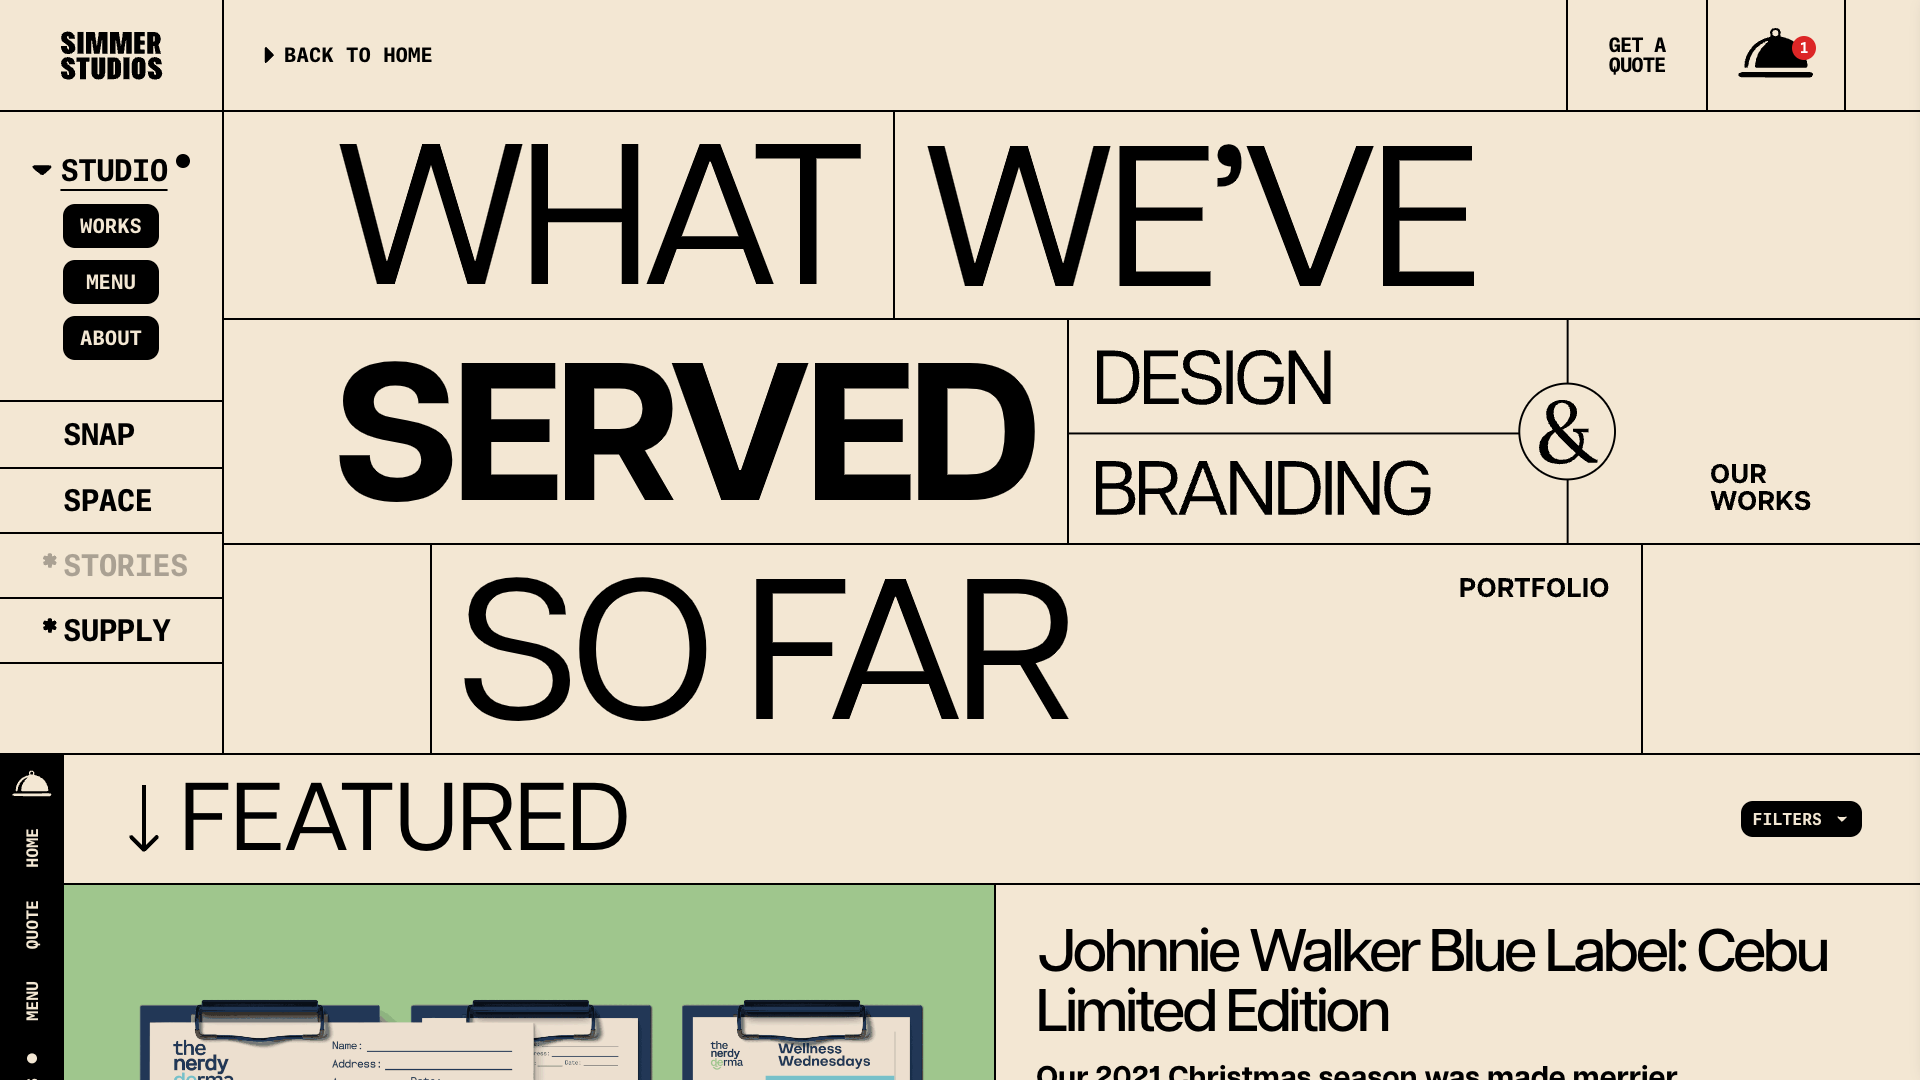 SIMMER
STUDIOS
BACK TO HOME
GET A
QUOTE
1
STUDIO
WORKS
MENU
ABOUT
SNAP
SPACE
* STORIES
* SUPPLY
WHAT WE’VE
SERVED
DESIGN
&
BRANDING
OUR
WORKS
SO FAR
PORTFOLIO
HOME
QUOTE
MENU
↓ FEATURED
FILTERS
the
nerdy
derma
Name:
Address:
Date:
Date:
the
nerdy
derma
Wellness
Wednesdays
Johnnie Walker Blue Label: Cebu
Limited Edition
Our 2021 Christmas season was made merrier